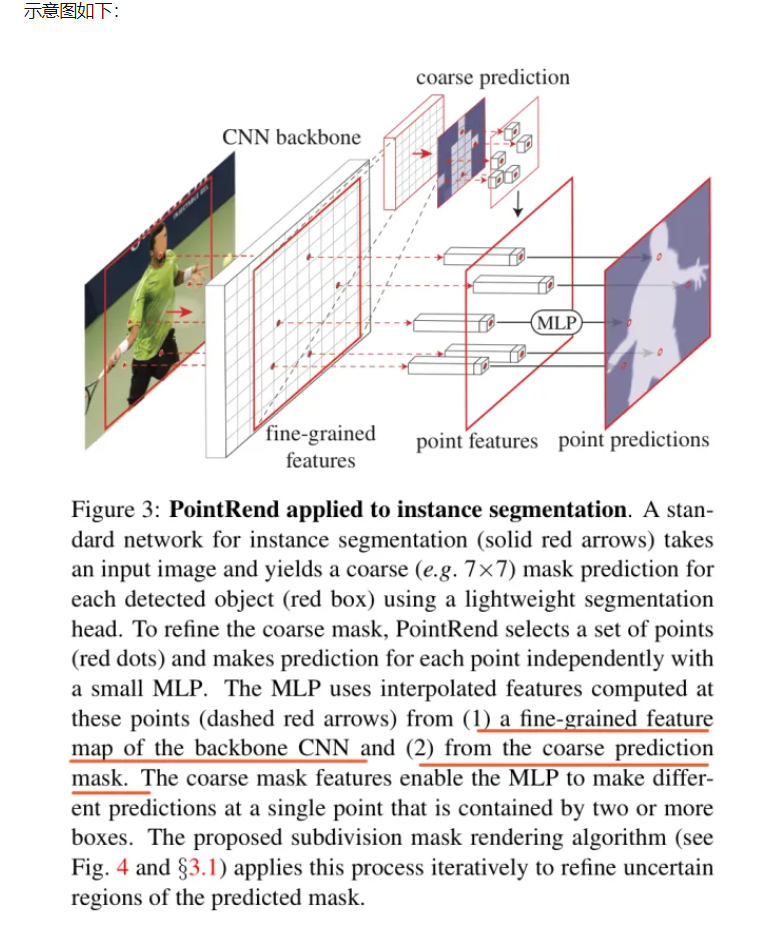 示意图如下：
coarse prediction
CNN backbone
MLP
fine-grained
features
point features
point predictions
Figure 3: PointRend applied to instance segmentation. A stan-
dard network for instance segmentation (solid red arrows) takes
an input image and yields a coarse (e.g. 7×7) mask prediction for
each detected object (red box) using a lightweight segmentation
head. To refine the coarse mask, PointRend selects a set of points
(red dots) and makes prediction for each point independently with
a small MLP. The MLP uses interpolated features computed at
these points (dashed red arrows) from (1) a fine-grained feature
map of the backbone CNN and (2) from the coarse prediction
mask. The coarse mask features enable the MLP to make differ-
ent predictions at a single point that is contained by two or more
boxes. The proposed subdivision mask rendering algorithm (see
Fig. 4 and §3.1) applies this process iteratively to refine uncertain
regions of the predicted mask.